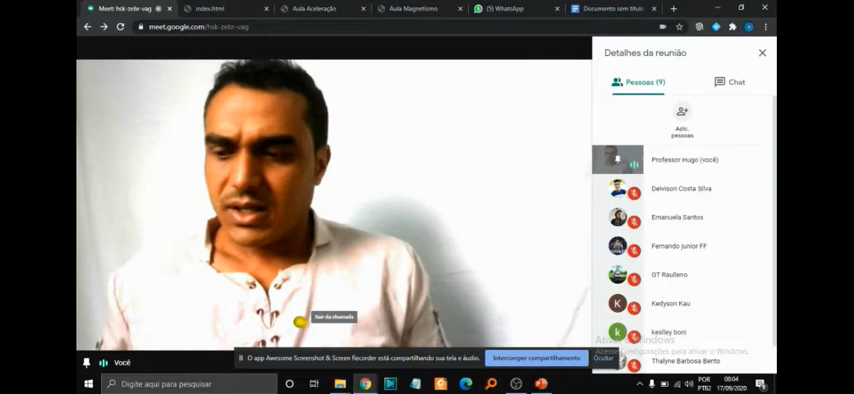 Meet: hsk-zebr-vag
index.html
Aula Aceleração
Aula Magnetismo
(5) WhatsApp
Documento sem título
meet.google.com/hsk-zebr-vag
Detalhes da reunião
Pessoas (9)
Chat
Adic.
pessoas
Professor Hugo (você)
Deivison Costa Silva
Emanuela Santos
Fernando junior FF
GT Raulleno
K
Kedyson Kau
k
keslley boni
Thalyne Barbosa Bento
Ativar o Windows
Acesse Configurações para ativar o Windows.
Sair da chamada
Você
O app Awesome Screenshot & Screen Recorder está compartilhando sua tela e áudio.
Interromper compartilhamento
Ocultar
Digite aqui para pesquisar
POR
PTB2
08:04
17/09/2020